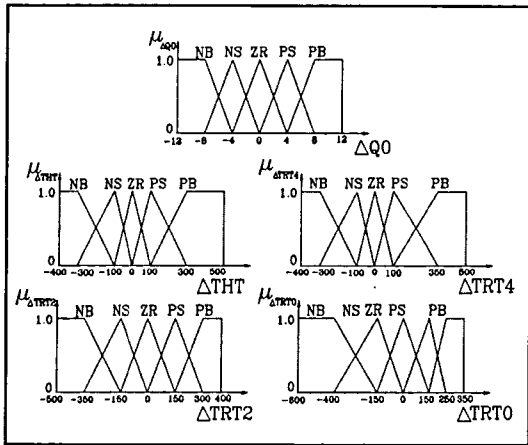 μΔQ0
NB NS ZR PS PB
1.0
0
-12 -8 -4 0 4 8 12
ΔQ0
μΔTHT
NB NS ZR PS PB
1.0
0
-400 -300 -100 0 100 300 500
ΔTHT
μΔTRT4
NB NS ZR PS PB
1.0
0
-400 -300 -100 0 100 350 500
ΔTRT4
μΔTRT2
NB NS ZR PS PB
1.0
0
-500 -350 -150 0 150 300 400
ΔTRT2
μΔTRT0
NB NS ZR PS PB
1.0
0
-600 -400 -150 0 150 250 350
ΔTRT0